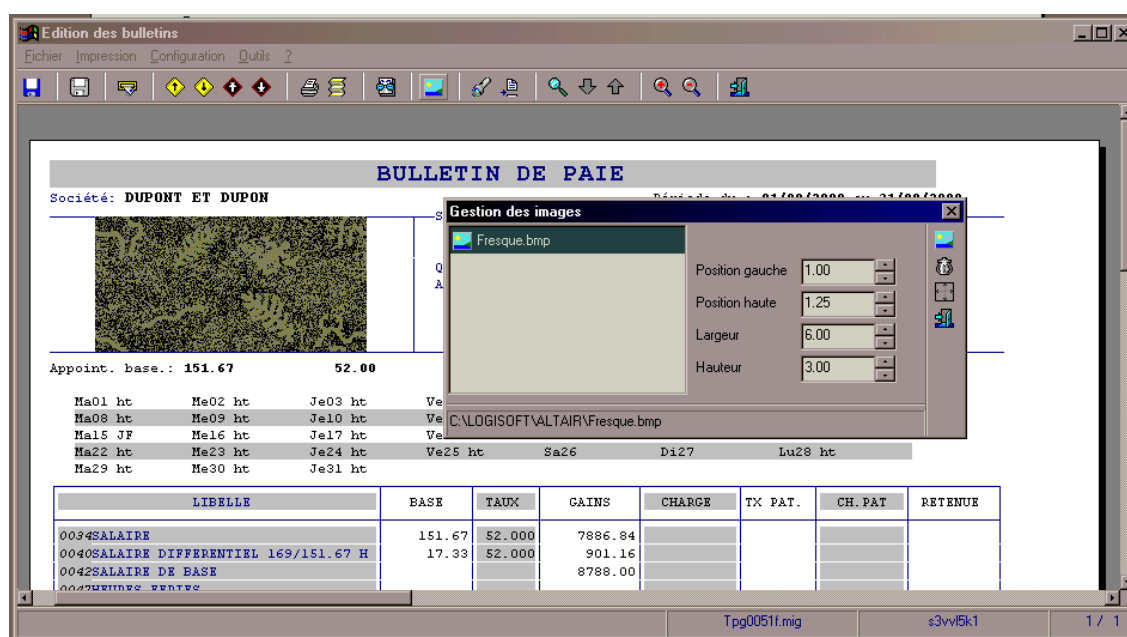 Edition des bulletins
Fichier Impression Configuration Outils ?
BULLETIN DE PAIE
Société: DUPONT ET DUPON
Gestion des images
Fresque.bmp
Position gauche 1.00
Position haute 1.25
Largeur 6.00
Hauteur 3.00
C:\LOGISOFT\ALTAIR\Fresque.bmp
Appoint. base.: 151.67 52.00
Ma01 ht Me02 ht Je03 ht Ve
Ma08 ht Me09 ht Je10 ht Ve
Ma15 JF Me16 ht Je17 ht Ve
Ma22 ht Me23 ht Je24 ht Ve25 ht Sa26 Di27 Lu28 ht
Ma29 ht Me30 ht Je31 ht
LIBELLE BASE TAUX GAINS CHARGE TX PAT. CH.PAT RETENUE
0034SALAIRE 151.67 52.000 7886.84
0040SALAIRE DIFFERENTIEL 169/151.67 H 17.33 52.000 901.16
0042SALAIRE DE BASE 8788.00
Tpg0051f.mig s3vvl5k1 1 / 1